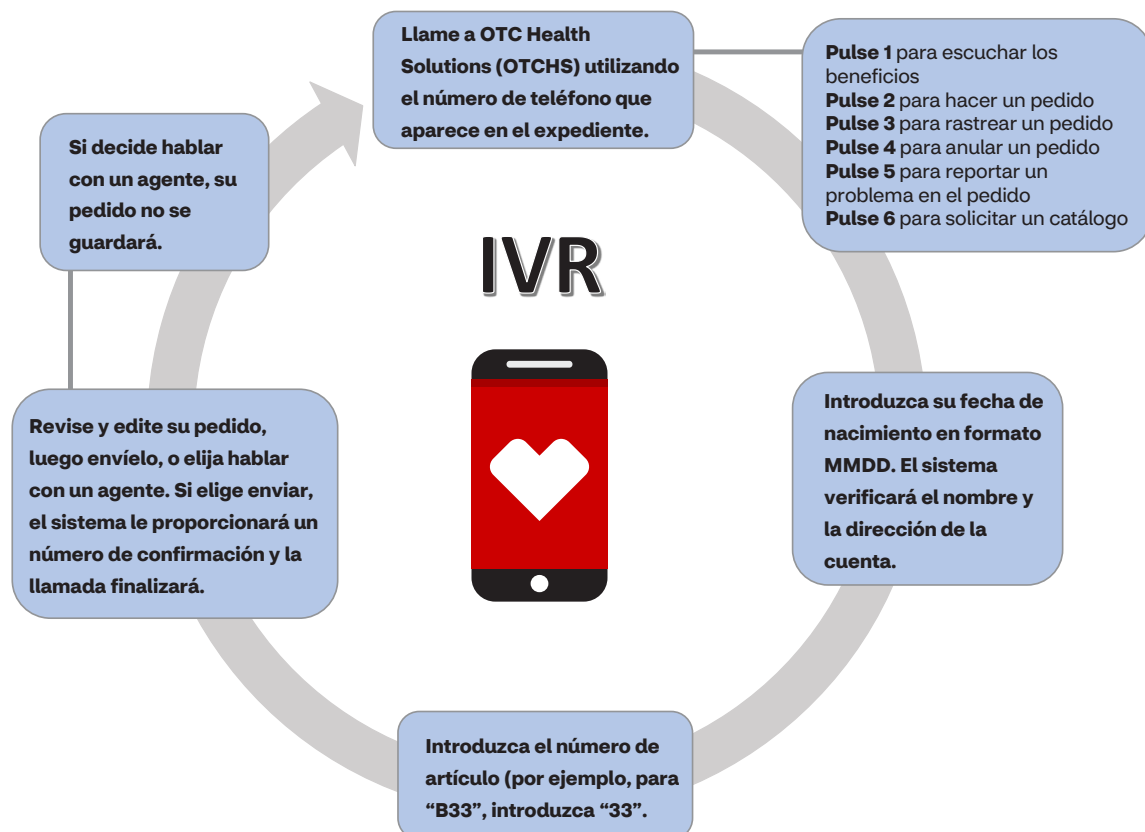 Llame a OTC Health
Solutions (OTCHS) utilizando
el número de teléfono que
aparece en el expediente.
Pulse 1 para escuchar los
beneficios
Pulse 2 para hacer un pedido
Pulse 3 para rastrear un pedido
Pulse 4 para anular un pedido
Pulse 5 para reportar un
problema en el pedido
Pulse 6 para solicitar un catálogo
Si decide hablar
con un agente, su
pedido no se
guardará.
IVR
Introduzca su fecha de
nacimiento en formato
MMDD. El sistema
verificará el nombre y
la dirección de la
cuenta.
Revise y edite su pedido,
luego envíelo, o elija hablar
con un agente. Si elige enviar,
el sistema le proporcionará un
número de confirmación y la
llamada finalizará.
Introduzca el número de
artículo (por ejemplo, para
“B33”, introduzca “33”.